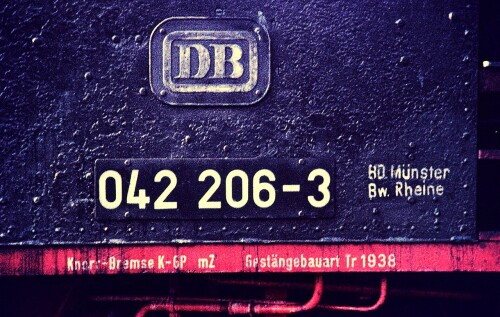 DB
042 206-3
BD Münster
Bw. Rheine
Knorr-Bremse K-GP mZ Gestängebauart Tr 1938